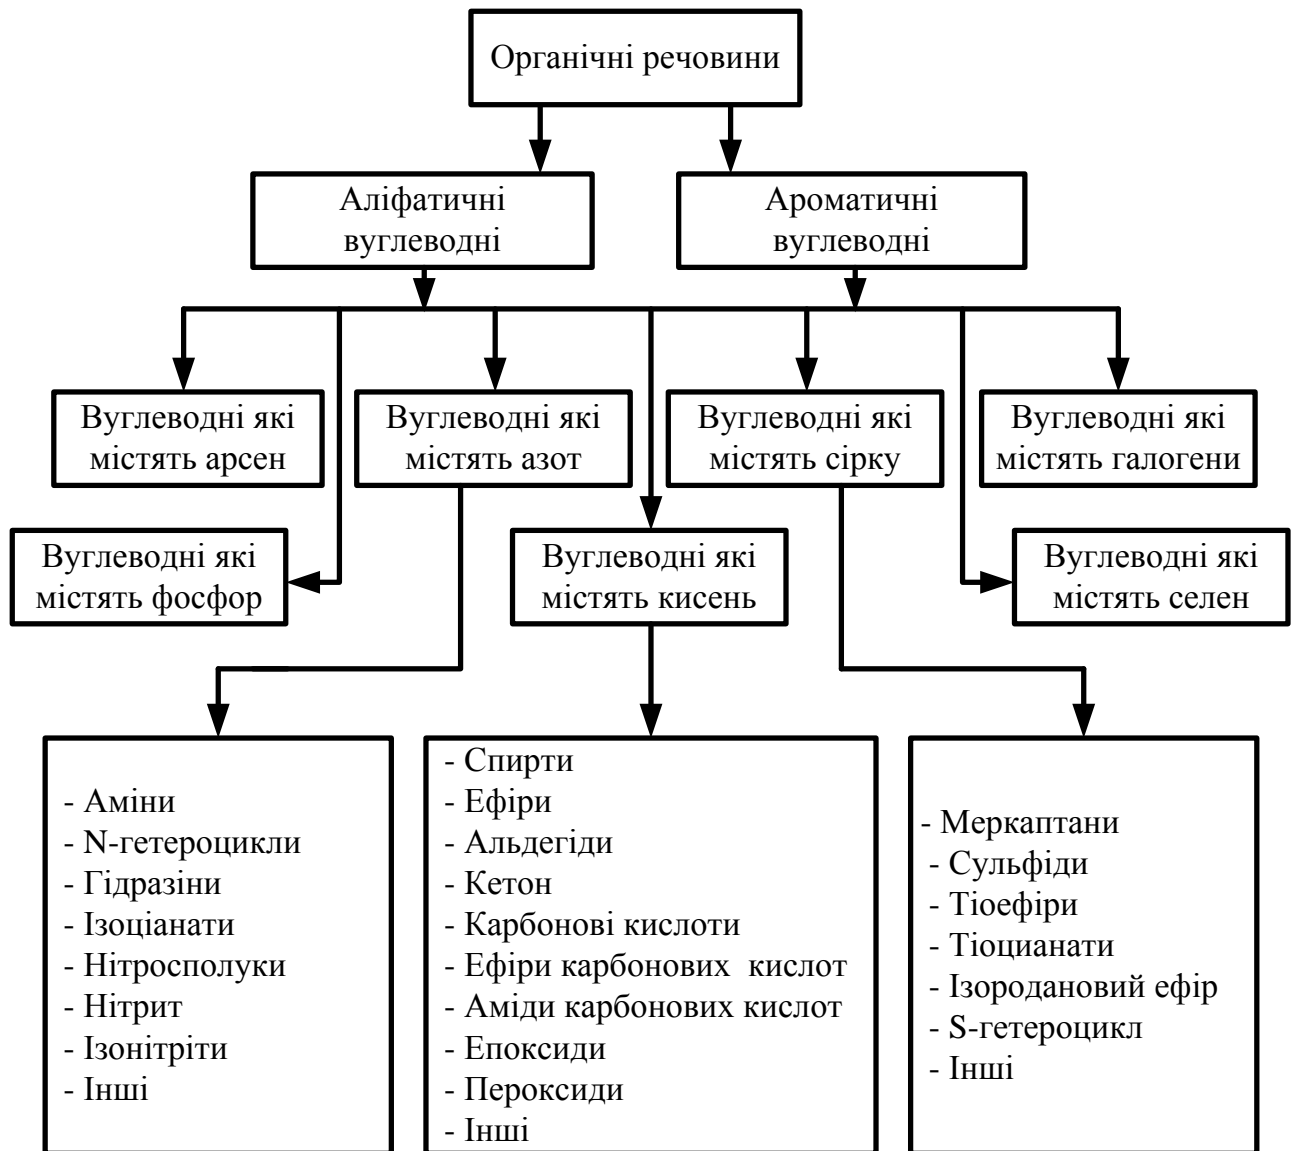 Органічні речовини
Аліфатичні
вуглеводні
Ароматичні
вуглеводні
Вуглеводні які
містять арсен
Вуглеводні які
містять азот
Вуглеводні які
містять сірку
Вуглеводні які
містять галогени
Вуглеводні які
містять фосфор
Вуглеводні які
містять кисень
Вуглеводні які
містять селен
- Аміни
- N-гетероцикли
- Гідразіни
- Ізоціанати
- Нітросполуки
- Нітрит
- Ізонітріти
- Інші
- Спирти
- Ефіри
- Альдегіди
- Кетон
- Карбонові кислоти
- Ефіри карбонових кислот
- Аміди карбонових кислот
- Епоксиди
- Пероксиди
- Інші
- Меркаптани
- Сульфіди
- Тіоефіри
- Тіоцианати
- Ізородановий ефір
- S-гетероцикл
- Інші